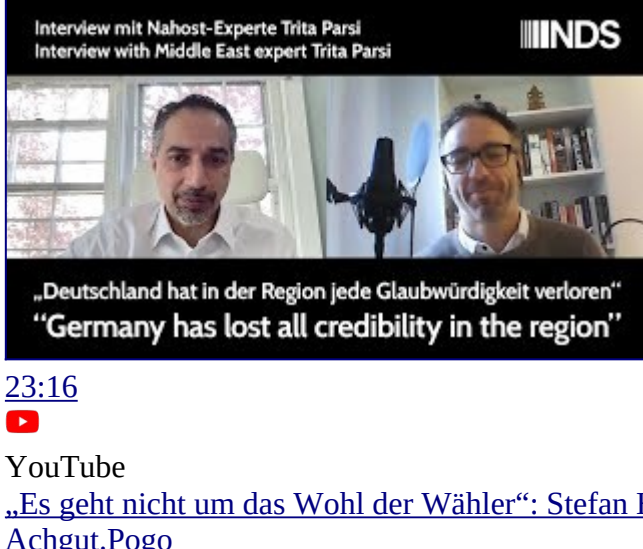 Interview mit Nahost-Experte Trita Parsi
Interview with Middle East expert Trita Parsi
NDS
„Deutschland hat in der Region jede Glaubwürdigkeit verloren“
“Germany has lost all credibility in the region”
23:16
YouTube
„Es geht nicht um das Wohl der Wähler“: Stefan
Achgut.Pogo